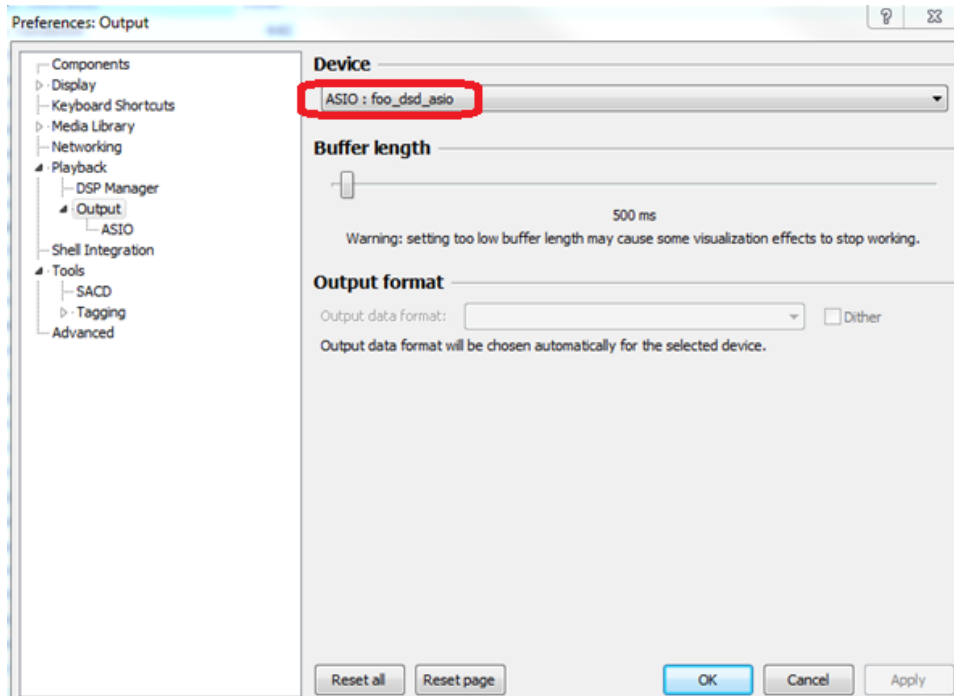 Preferences: Output
Components
Display
Keyboard Shortcuts
Media Library
Networking
Playback
DSP Manager
Output
ASIO
Shell Integration
Tools
SACD
Tagging
Advanced
Device
ASIO : foo_dsd_asio
Buffer length
500 ms
Warning: setting too low buffer length may cause some visualization effects to stop working.
Output format
Output data format:
Dither
Output data format will be chosen automatically for the selected device.
Reset all
Reset page
OK
Cancel
Apply